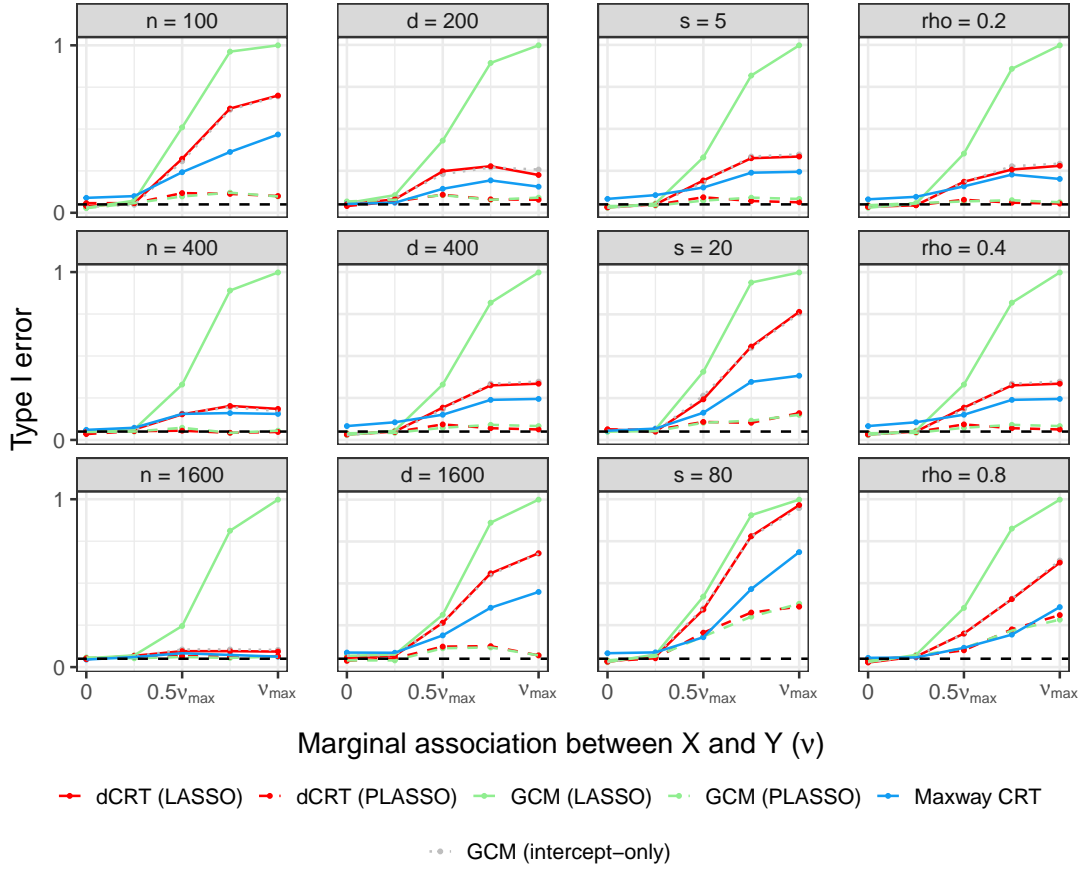 n = 100
d = 200
s = 5
rho = 0.2
1
0
n = 400
d = 400
s = 20
rho = 0.4
1
0
n = 1600
d = 1600
s = 80
rho = 0.8
1
0
Type I error
0 0.5νmax νmax
0 0.5νmax νmax
0 0.5νmax νmax
0 0.5νmax νmax
Marginal association between X and Y (ν)
dCRT (LASSO) dCRT (PLASSO) GCM (LASSO) GCM (PLASSO) Maxway CRT
GCM (intercept−only)